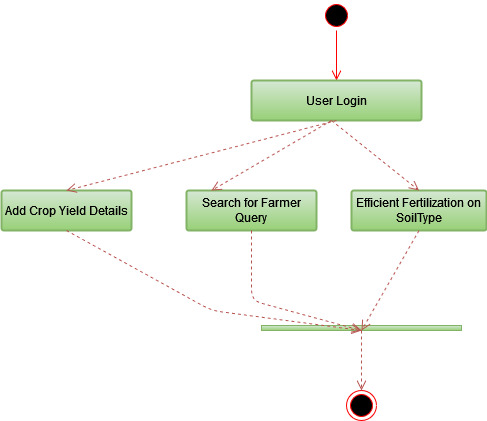 User Login
Add Crop Yield Details
Search for Farmer
Query
Efficient Fertilization on
SoilType